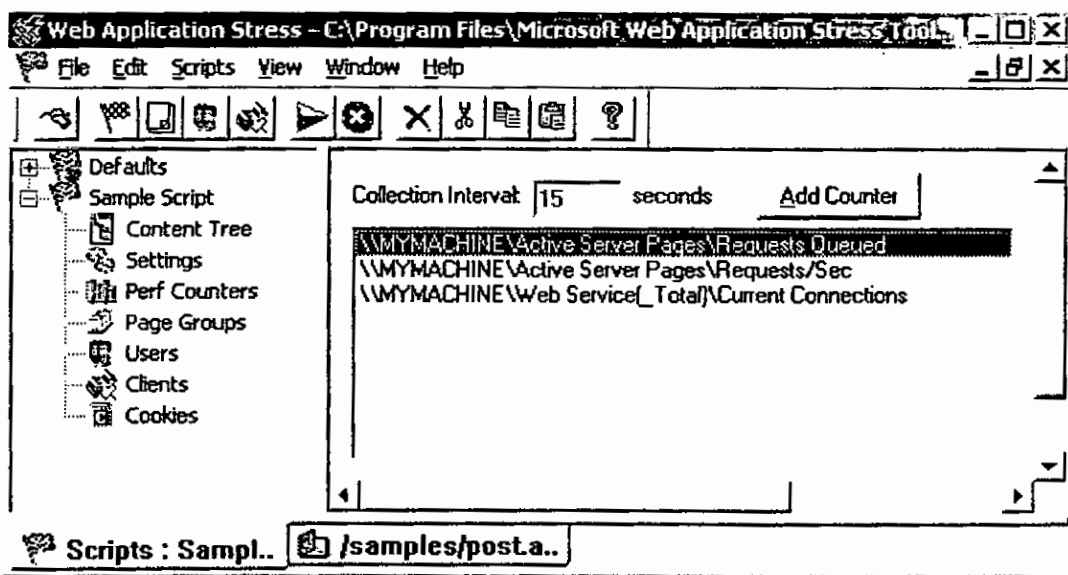 Web Application Stress - C:\Program Files\Microsoft Web Application Stress Tool..
File Edit Scripts View Window Help
Defaults
Sample Script
Content Tree
Settings
Perf Counters
Page Groups
Users
Clients
Cookies
Collection Interval: 15 seconds Add Counter
\\MYMACHINE\Active Server Pages\Requests Queued
\\MYMACHINE\Active Server Pages\Requests/Sec
\\MYMACHINE\Web Service(_Total)\Current Connections
Scripts : Sampl.. /samples/post.a..